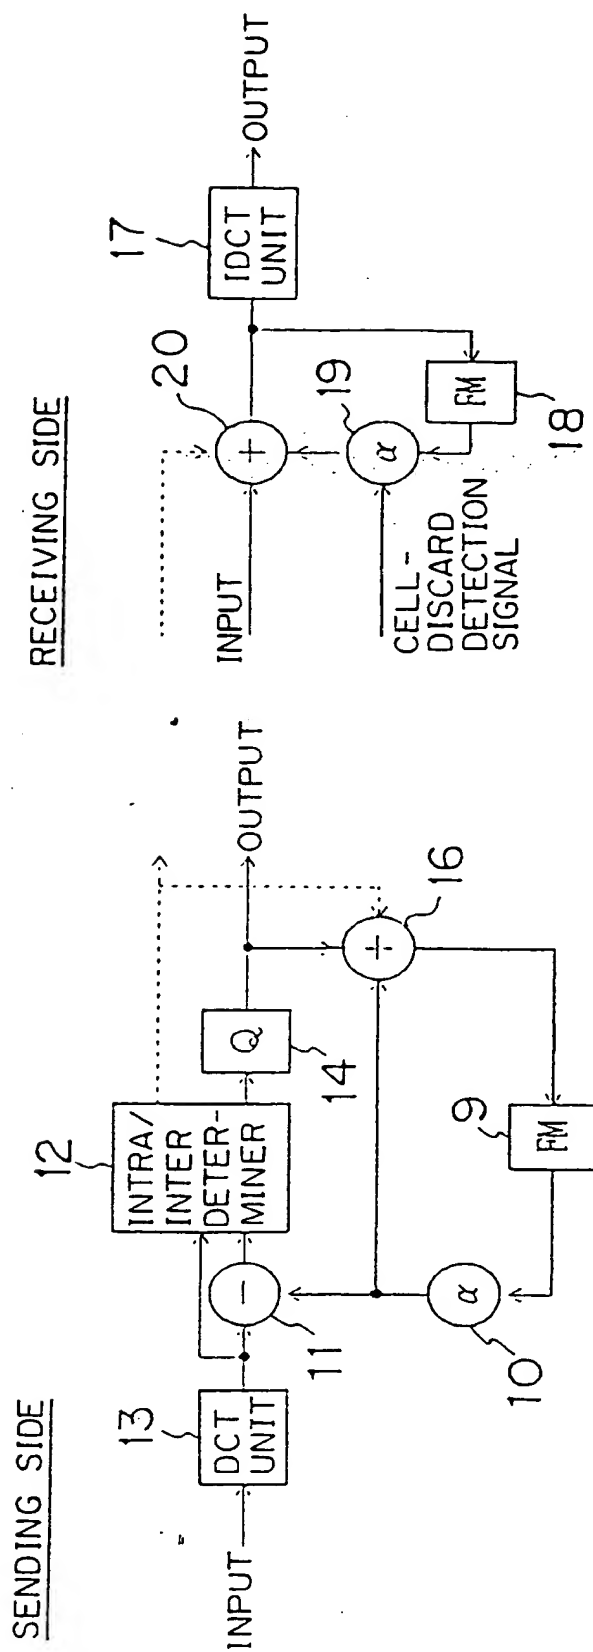 SENDING SIDE
INPUT
13
DCT
UNIT
11
12
INTRA/
INTER
DETER-
MINER
14
Q
OUTPUT
16
+
-
α
10
9
FM
RECEIVING SIDE
INPUT
20
+
17
IDCT
UNIT
OUTPUT
19
α
FM
18
CELL-
DISCARD
DETECTION
SIGNAL